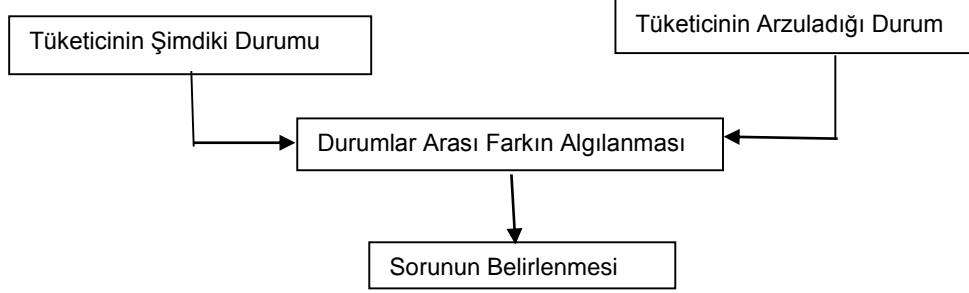 Tüketicinin Şimdiki Durumu
Tüketicinin Arzuladığı Durum
Durumlar Arası Farkın Algılanması
Sorunun Belirlenmesi